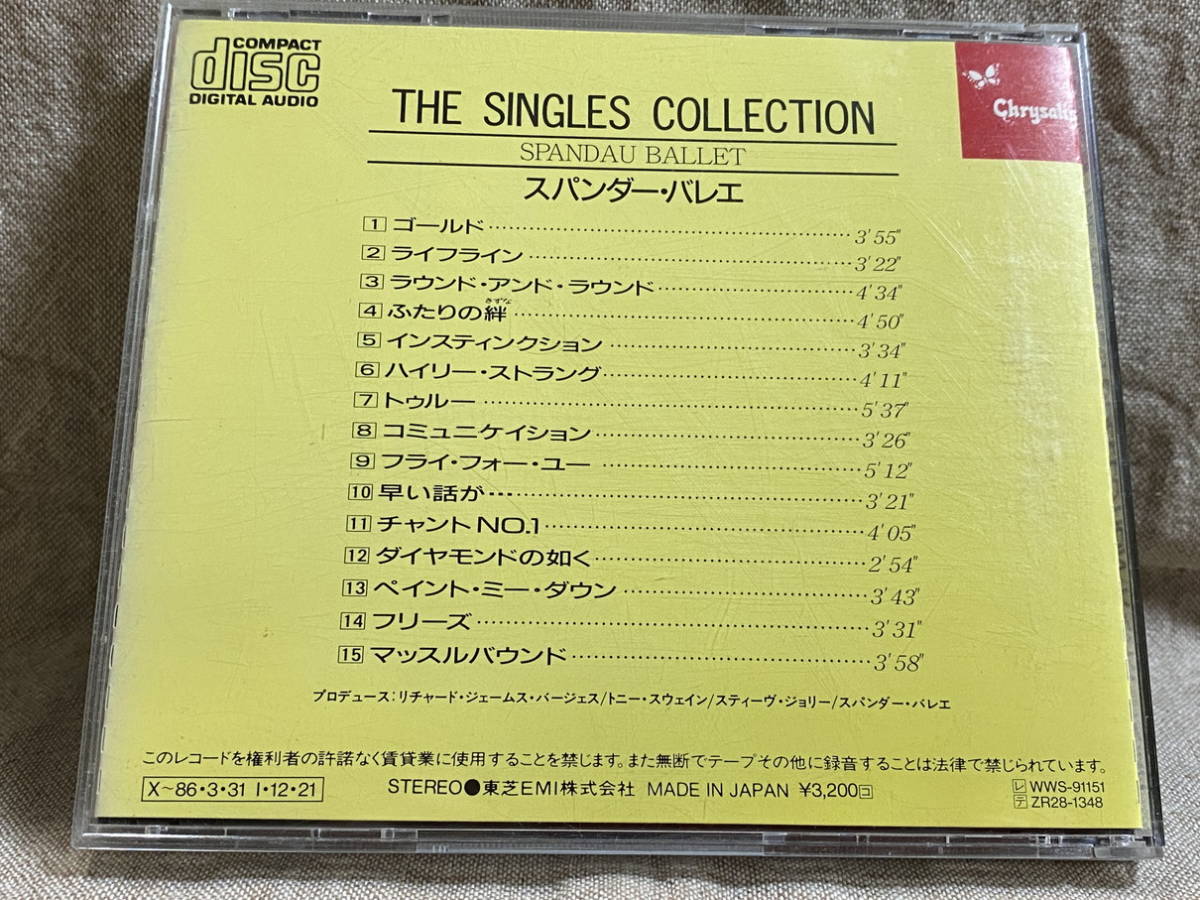 COMPACT
disc
DIGITAL AUDIO
THE SINGLES COLLECTION
Chrysalis
SPANDAU BALLET
スパンダー・バレエ
1 ゴールド 3'55"
2 ライフライン 3'22"
3 ラウンド・アンド・ラウンド 4'34"
きずな
4 ふたりの絆 4'50"
5 インスティンクション 3'34"
6 ハイリー・ストラング 4'11"
7 トゥルー 5'37"
8 コミュニケイション 3'26"
9 フライ・フォー・ユー 5'12"
10 早い話が… 3'21"
11 チャントNO.1 4'05"
12 ダイヤモンドの如く 2'54"
13 ペイント・ミー・ダウン 3'43"
14 フリーズ 3'31"
15 マッスルバウンド 3'58"
プロデュース：リチャード・ジェームス・バージェス/トニー・スウェイン/スティーヴ・ジョリー/スパンダー・バレエ
このレコードを権利者の許諾なく賃貸業に使用することを禁じます。また無断でテープその他に録音することは法律で禁じられています。
X~86・3・31 I・12・21 STEREO●東芝EMI株式会社 MADE IN JAPAN ¥3,200コ
レ WWS-91151
テ ZR28-1348